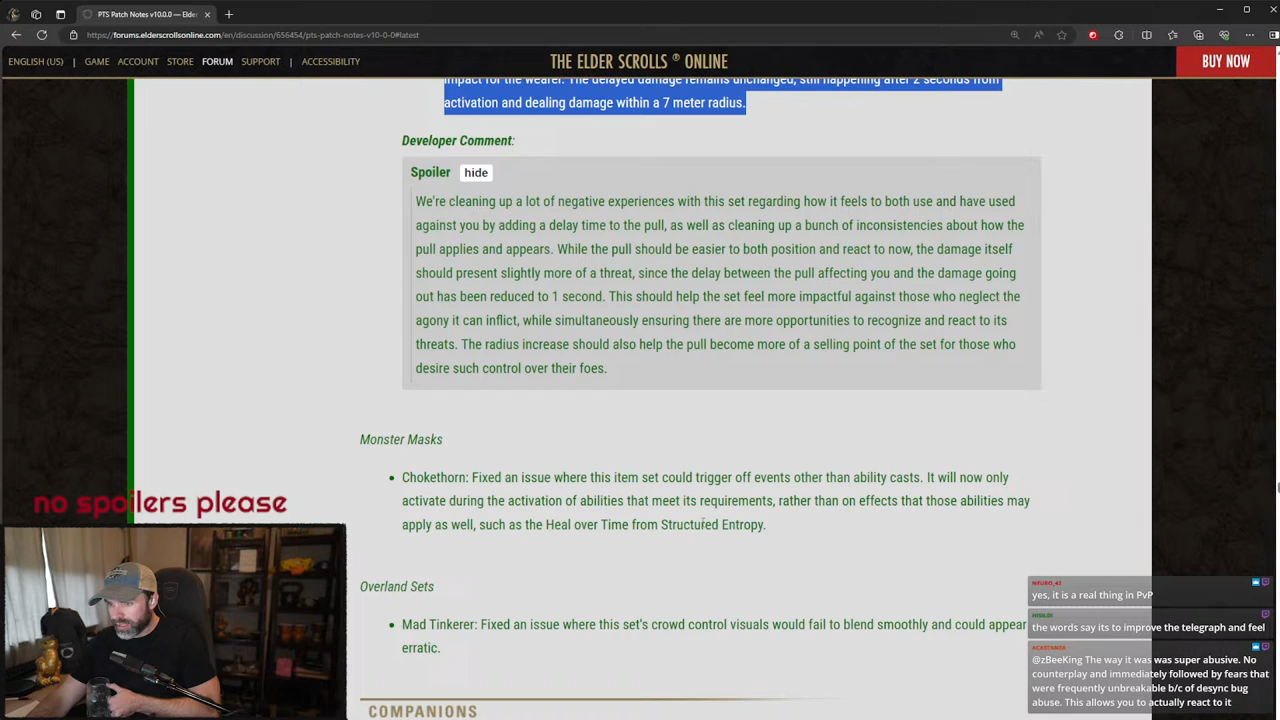 PTS Patch Notes v10.0.0 — Elder
https://forums.elderscrollsonline.com/en/discussion/656454/pts-patch-notes-v10-0-0#latest
ENGLISH (US) | GAME ACCOUNT STORE FORUM SUPPORT | ACCESSIBILITY
THE ELDER SCROLLS ® ONLINE
BUY NOW
impact for the wearer. The delayed damage remains unchanged, still happening after 2 seconds from
activation and dealing damage within a 7 meter radius.
Developer Comment:
Spoiler hide
We're cleaning up a lot of negative experiences with this set regarding how it feels to both use and have used
against you by adding a delay time to the pull, as well as cleaning up a bunch of inconsistencies about how the
pull applies and appears. While the pull should be easier to both position and react to now, the damage itself
should present slightly more of a threat, since the delay between the pull affecting you and the damage going
out has been reduced to 1 second. This should help the set feel more impactful against those who neglect the
agony it can inflict, while simultaneously ensuring there are more opportunities to recognize and react to its
threats. The radius increase should also help the pull become more of a selling point of the set for those who
desire such control over their foes.
Monster Masks
• Chokethorn: Fixed an issue where this item set could trigger off events other than ability casts. It will now only
activate during the activation of abilities that meet its requirements, rather than on effects that those abilities may
apply as well, such as the Heal over Time from Structured Entropy.
no spoilers please
Overland Sets
• Mad Tinkerer: Fixed an issue where this set's crowd control visuals would fail to blend smoothly and could appear
erratic.
COMPANIONS
NEURO_42
yes, it is a real thing in PvP
the words say its to improve the telegraph and feel
ACASTANZA
@zBeeKing The way it was was super abusive. No
counterplay and immediately followed by fears that
were frequently unbreakable b/c of desync bug
abuse. This allows you to actually react to it